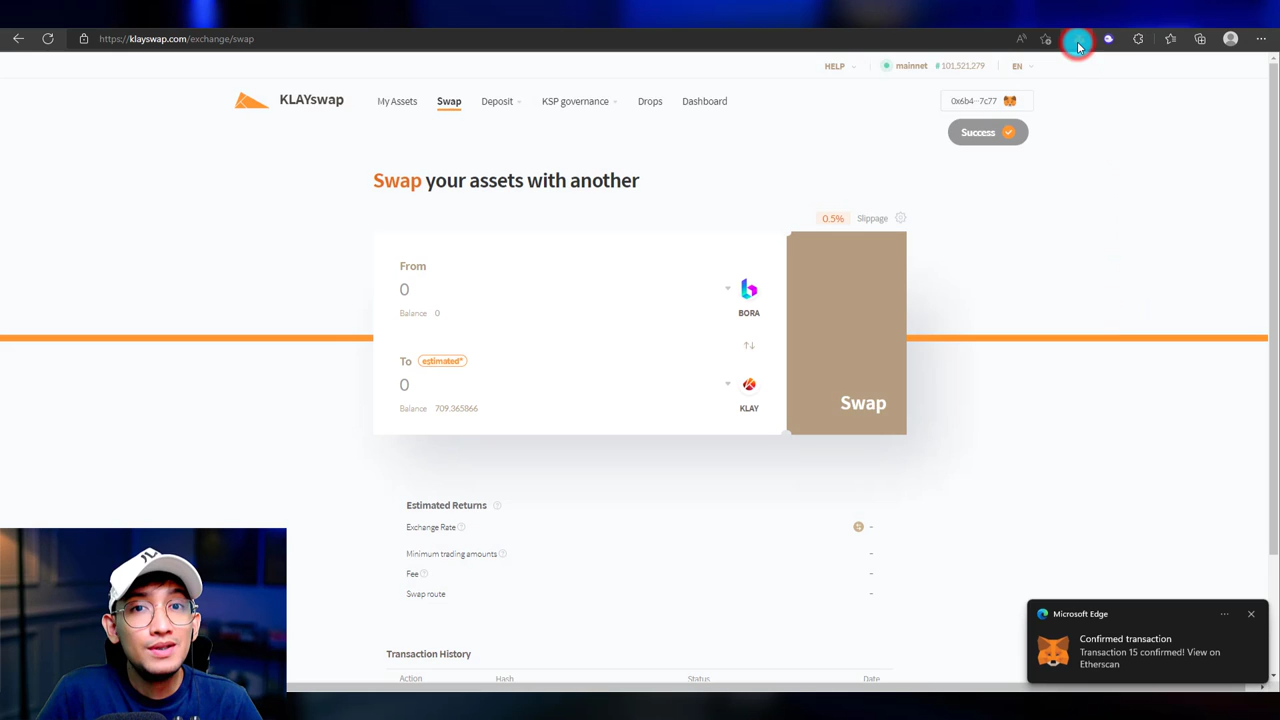 https://klayswap.com/exchange/swap
HELP
mainnet # 101,521,279
EN
KLAYswap
My Assets
Swap
Deposit
KSP governance
Drops
Dashboard
0x6b4···7c77
Success
Swap your assets with another
0.5% Slippage
From
0
Balance 0
BORA
To estimated*
0
Balance 709.365866
KLAY
Swap
Estimated Returns
Exchange Rate -
Minimum trading amounts -
Fee -
Swap route -
Transaction History
Action Hash Status Date
Microsoft Edge
Confirmed transaction
Transaction 15 confirmed! View on
Etherscan